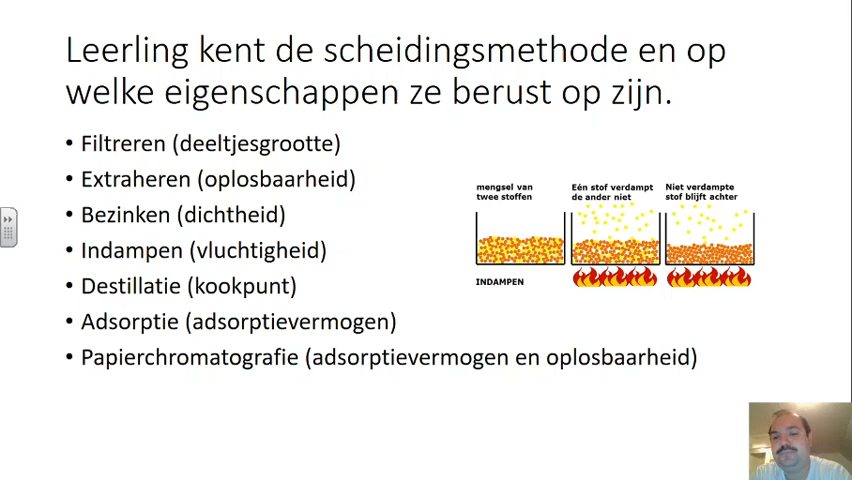 Leerling kent de scheidingsmethode en op
welke eigenschappen ze berust op zijn.
• Filtreren (deeltjesgrootte)
• Extraheren (oplosbaarheid)
• Bezinken (dichtheid)
• Indampen (vluchtigheid)
• Destillatie (kookpunt)
• Adsorptie (adsorptievermogen)
• Papierchromatografie (adsorptievermogen en oplosbaarheid)
mengsel van
twee stoffen
Eén stof verdampt
de ander niet
Niet verdampte
stof blijft achter
INDAMPEN